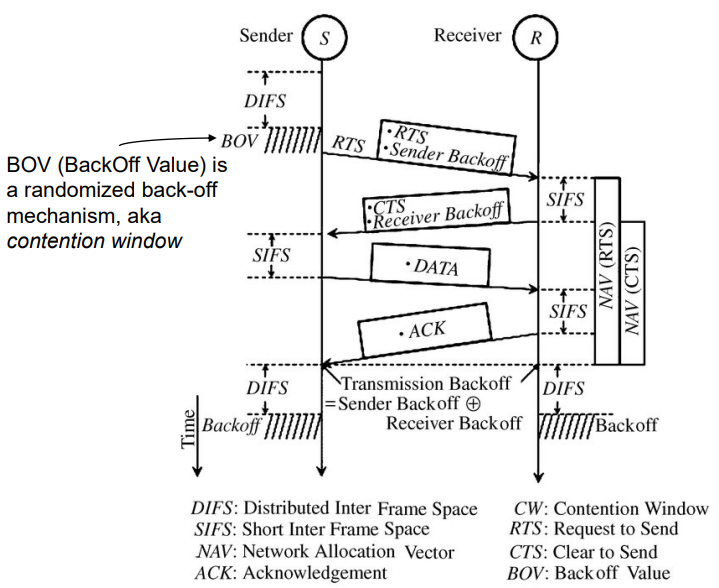 Sender S Receiver R
DIFS
BOV RTS • RTS
• Sender Backoff
BOV (BackOff Value) is
a randomized back-off
mechanism, aka
contention window
SIFS
• CTS
• Receiver Backoff
SIFS
• DATA
NAV (RTS)
NAV (CTS)
SIFS
• ACK
DIFS Transmission Backoff DIFS
= Sender Backoff ⊕
Receiver Backoff
Time
Backoff Backoff
DIFS: Distributed Inter Frame Space
SIFS: Short Inter Frame Space
NAV: Network Allocation Vector
ACK: Acknowledgement
CW: Contention Window
RTS: Request to Send
CTS: Clear to Send
BOV: Backoff Value